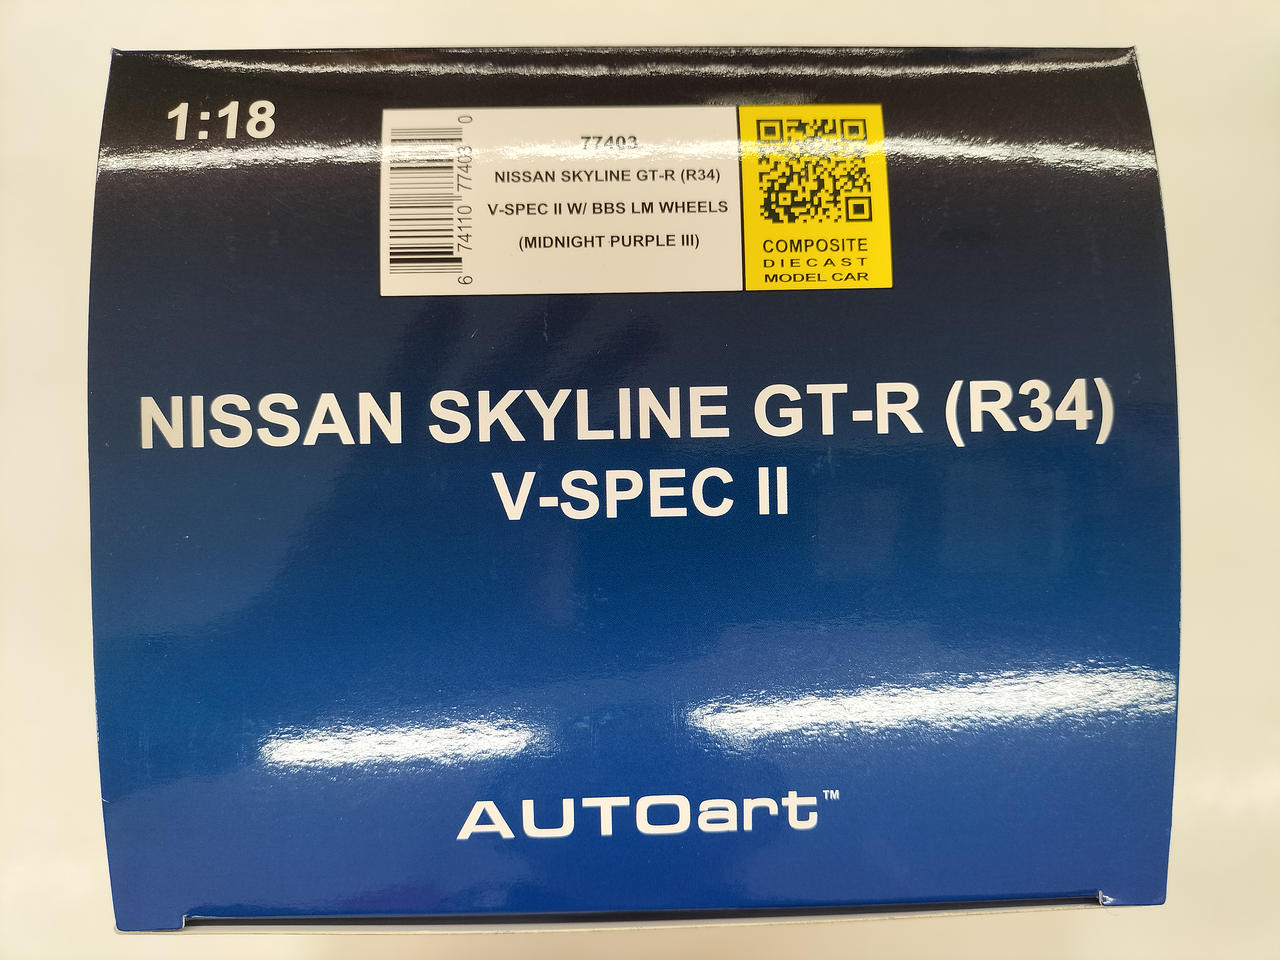 1:18
6 74110 77403 0
77403
NISSAN SKYLINE GT-R (R34)
V-SPEC II W/ BBS LM WHEELS
(MIDNIGHT PURPLE III)
COMPOSITE
DIECAST
MODEL CAR
NISSAN SKYLINE GT-R (R34)
V-SPEC II
AUTOart™